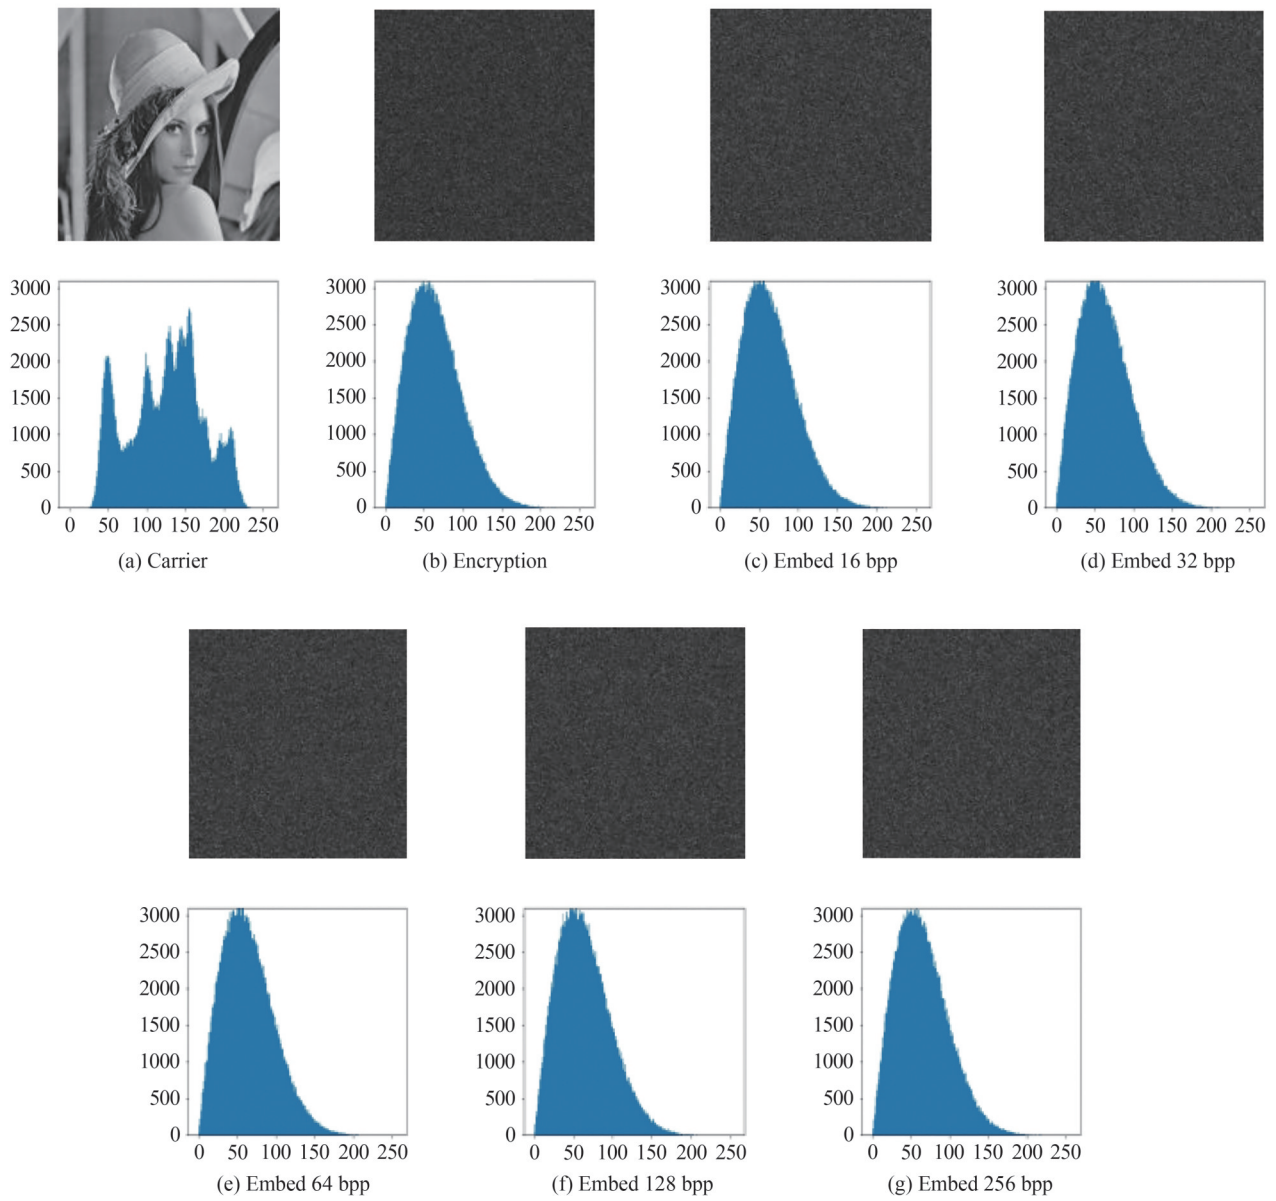 3000 3000 3000 3000
2500 2500 2500 2500
2000 2000 2000 2000
1500 1500 1500 1500
1000 1000 1000 1000
500 500 500 500
0 0 0 0
0 50 100 150 200 250 0 50 100 150 200 250 0 50 100 150 200 250 0 50 100 150 200 250
(a) Carrier (b) Encryption (c) Embed 16 bpp (d) Embed 32 bpp
3000 3000 3000
2500 2500 2500
2000 2000 2000
1500 1500 1500
1000 1000 1000
500 500 500
0 0 0
0 50 100 150 200 250 0 50 100 150 200 250 0 50 100 150 200 250
(e) Embed 64 bpp (f) Embed 128 bpp (g) Embed 256 bpp